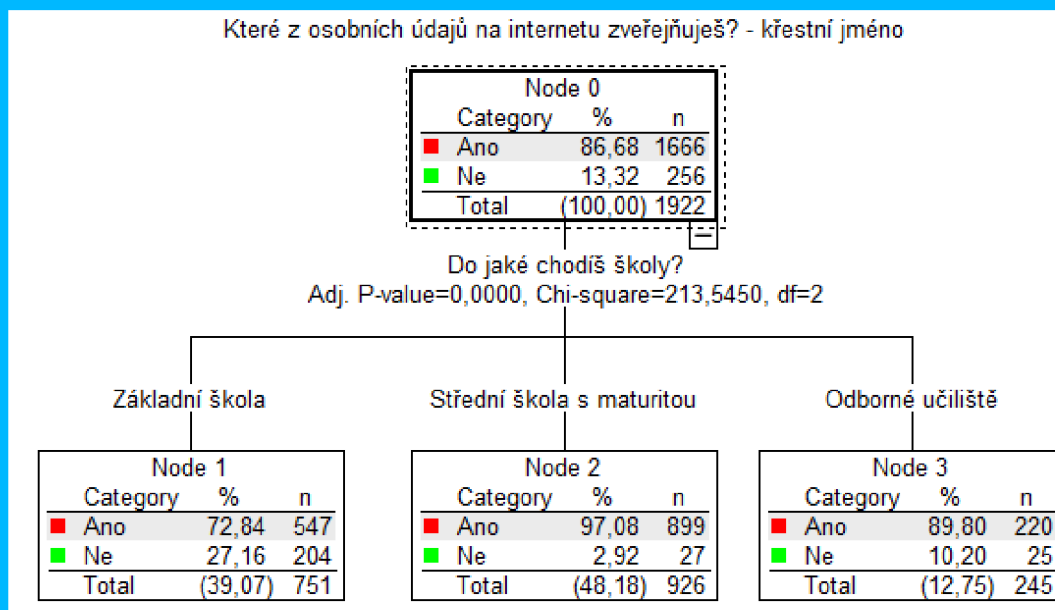 Které z osobních údajů na internetu zveřejňuješ? - křestní jméno
Node 0
Category % n
Ano 86,68 1666
Ne 13,32 256
Total (100,00) 1922
Do jaké chodíš školy?
Adj. P-value=0,0000, Chi-square=213,5450, df=2
Základní škola
Střední škola s maturitou
Odborné učiliště
Node 1
Category % n
Ano 72,84 547
Ne 27,16 204
Total (39,07) 751
Node 2
Category % n
Ano 97,08 899
Ne 2,92 27
Total (48,18) 926
Node 3
Category % n
Ano 89,80 220
Ne 10,20 25
Total (12,75) 245